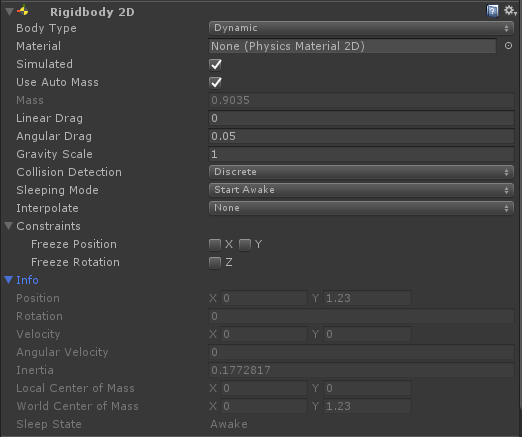 Rigidbody 2D
Body Type Dynamic
Material None (Physics Material 2D)
Simulated
Use Auto Mass
Mass 0.9035
Linear Drag 0
Angular Drag 0.05
Gravity Scale 1
Collision Detection Discrete
Sleeping Mode Start Awake
Interpolate None
Constraints
Freeze Position X Y
Freeze Rotation Z
Info
Position X 0 Y 1.23
Rotation 0
Velocity X 0 Y 0
Angular Velocity 0
Inertia 0.1772817
Local Center of Mass X 0 Y 0
World Center of Mass X 0 Y 1.23
Sleep State Awake